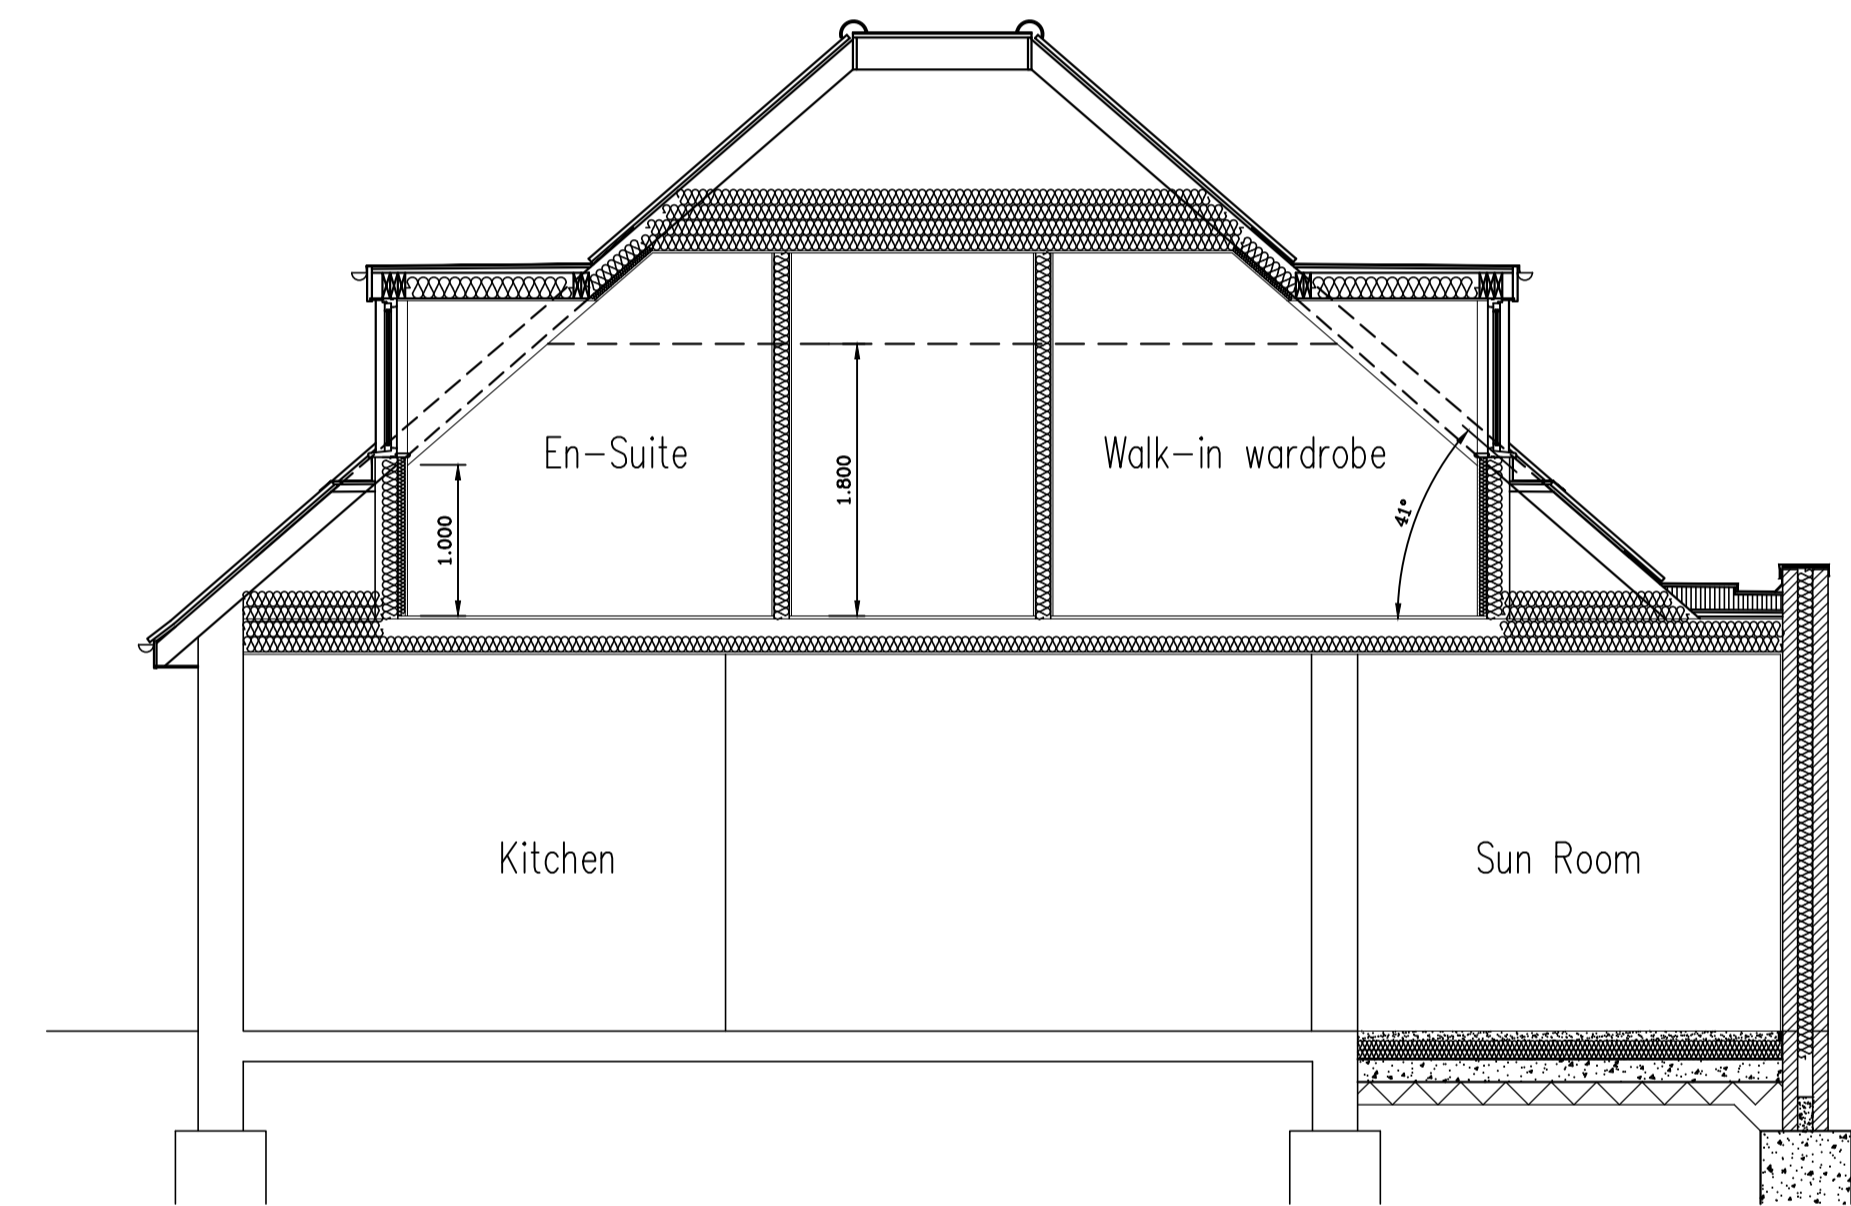 En-Suite
Walk-in wardrobe
1.800
1.000
41°
Kitchen
Sun Room